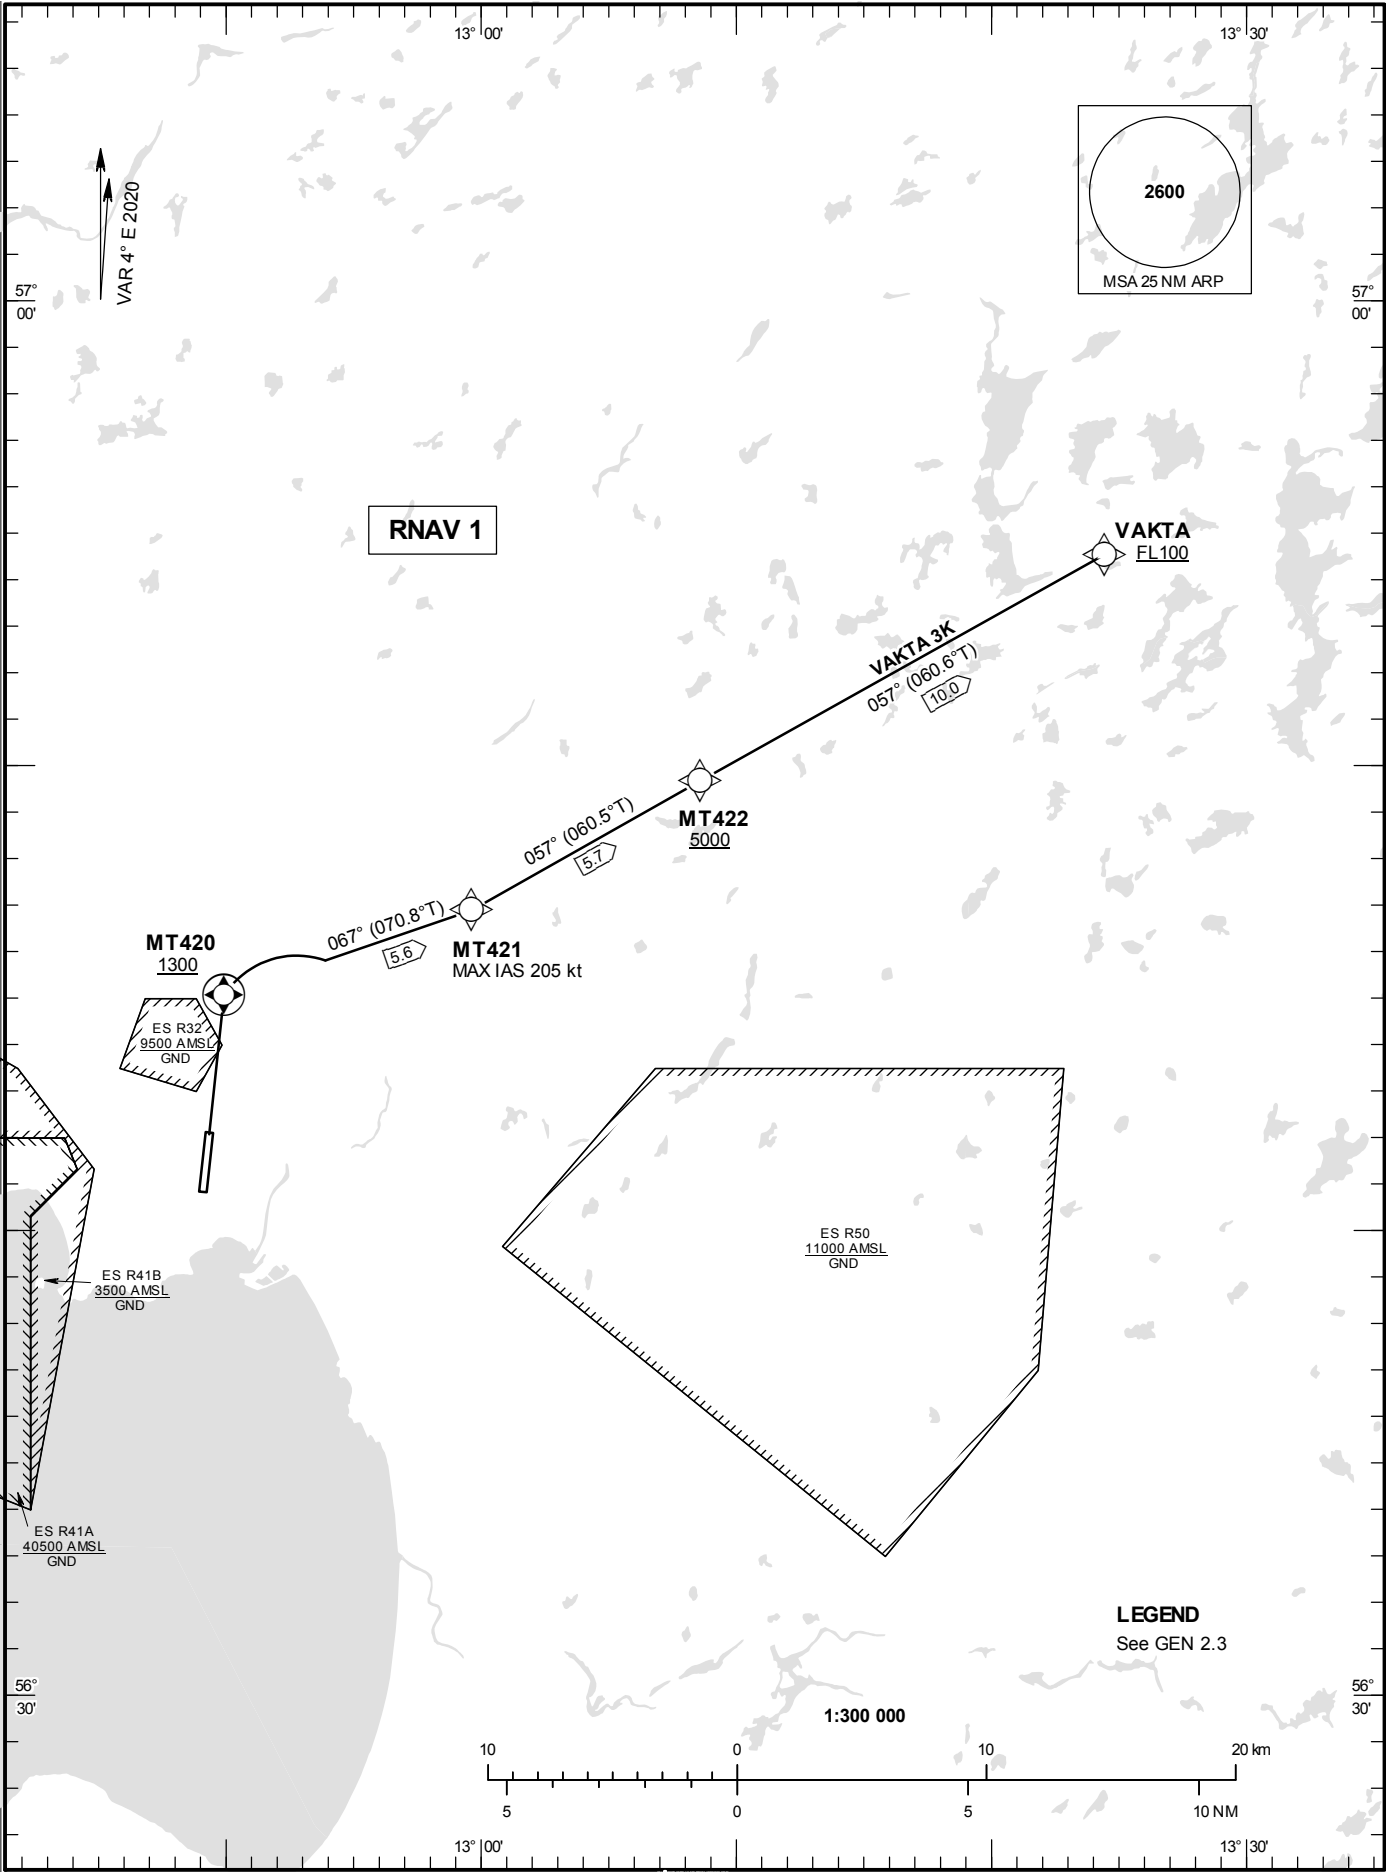 13° 00'
13° 30'
VAR 4° E 2020
2600
MSA 25 NM ARP
57°
00'
57°
00'
RNAV 1
VAKTA
FL100
VAKTA 3K
057° (060.6°T)
10.0
057° (060.5°T)
5.7
MT422
5000
067° (070.8°T)
5.6
MT420
1300
MT421
MAX IAS 205 kt
ES R32
9500 AMSL
GND
ES R50
11000 AMSL
GND
ES R41B
3500 AMSL
GND
ES R41A
40500 AMSL
GND
LEGEND
See GEN 2.3
56°
30'
56°
30'
1:300 000
10 0 10 20 km
5 0 5 10 NM
13° 00'
13° 30'